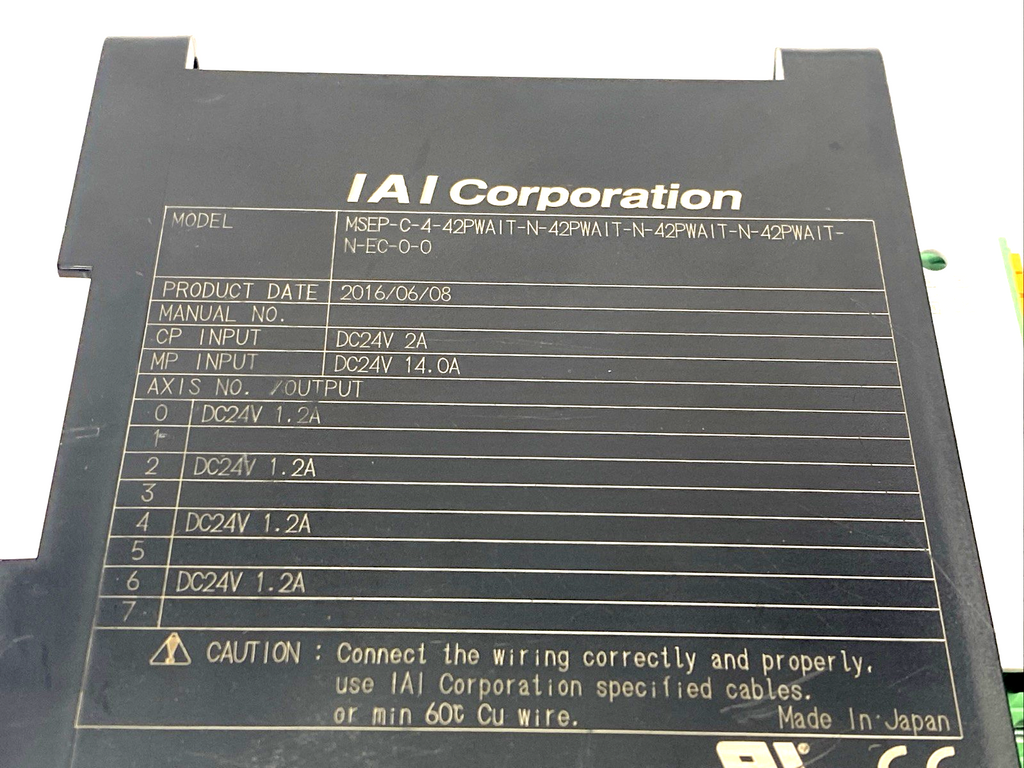 IAI Corporation
MODEL MSEP-C-4-42PWAIT-N-42PWAIT-N-42PWAIT-N-42PWAIT-
N-EC-0-0
PRODUCT DATE 2016/06/08
MANUAL NO.
CP INPUT DC24V 2A
MP INPUT DC24V 14.0A
AXIS NO. /OUTPUT
0 DC24V 1.2A
1
2 DC24V 1.2A
3
4 DC24V 1.2A
5
6 DC24V 1.2A
7
CAUTION : Connect the wiring correctly and properly,
use IAI Corporation specified cables.
or min 60℃ Cu wire.
Made In Japan